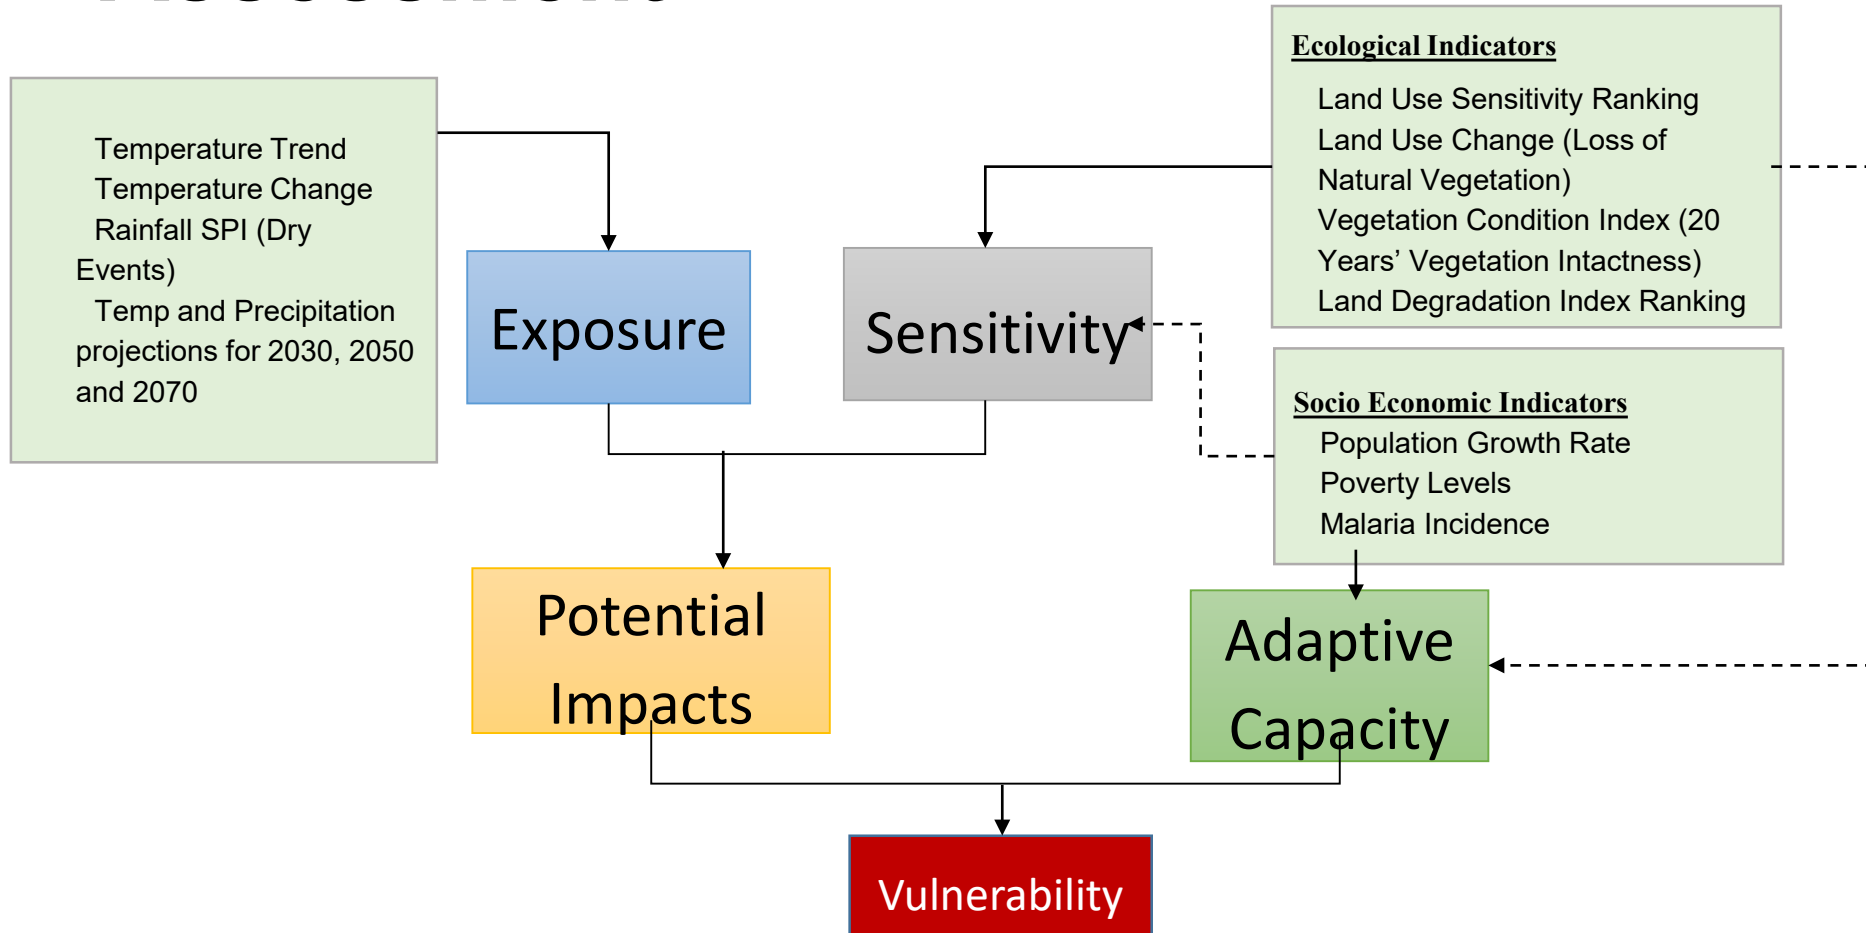 Temperature Trend
Temperature Change
Rainfall SPI (Dry
Events)
Temp and Precipitation
projections for 2030, 2050
and 2070
Exposure
Sensitivity
Ecological Indicators
Land Use Sensitivity Ranking
Land Use Change (Loss of
Natural Vegetation)
Vegetation Condition Index (20
Years’ Vegetation Intactness)
Land Degradation Index Ranking
Socio Economic Indicators
Population Growth Rate
Poverty Levels
Malaria Incidence
Potential
Impacts
Adaptive
Capacity
Vulnerability